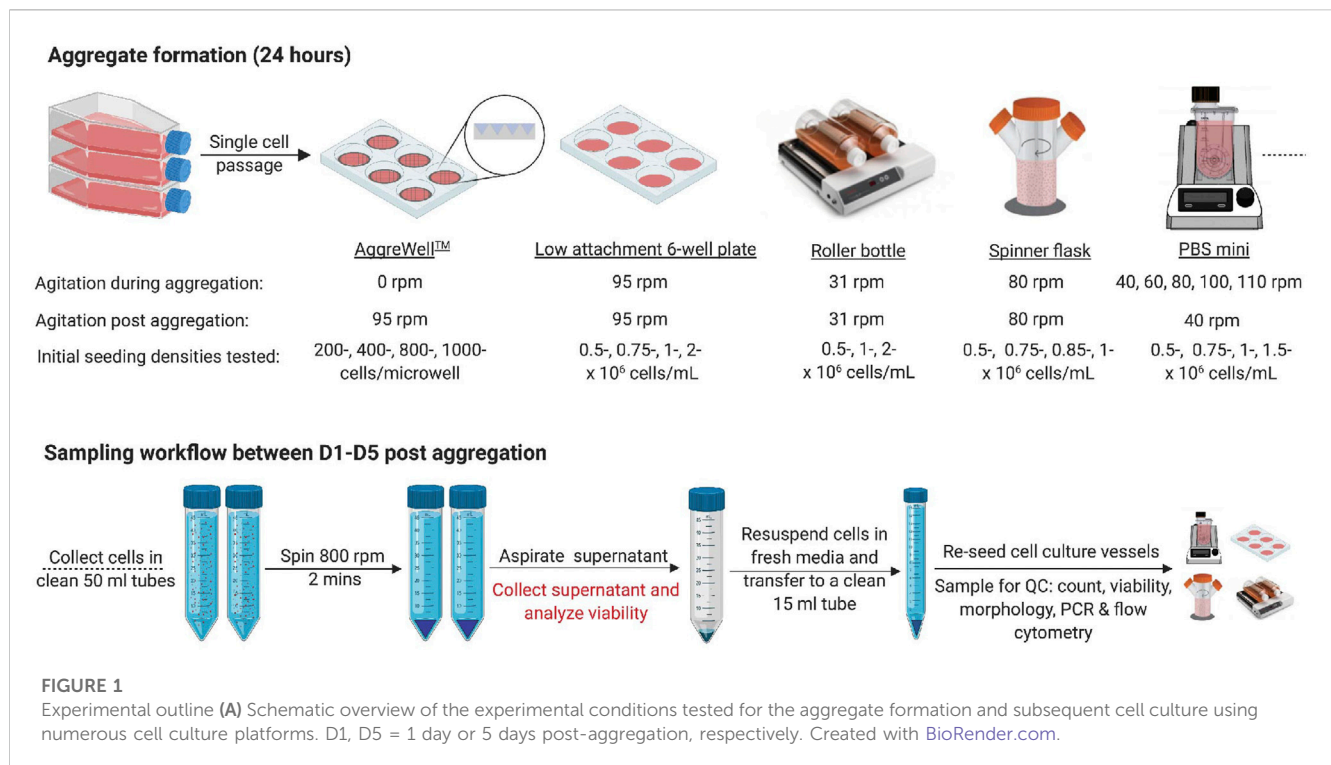 Aggregate formation (24 hours)
Single cell
passage
AggreWell™
Low attachment 6-well plate
Roller bottle
Spinner flask
PBS mini
Agitation during aggregation:
0 rpm
95 rpm
31 rpm
80 rpm
40, 60, 80, 100, 110 rpm
Agitation post aggregation:
95 rpm
95 rpm
31 rpm
80 rpm
40 rpm
Initial seeding densities tested:
200-, 400-, 800-, 1000-
cells/microwell
0.5-, 0.75-, 1-, 2-
x 10⁶ cells/mL
0.5-, 1-, 2-
x 10⁶ cells/mL
0.5-, 0.75-, 0.85-, 1-
x 10⁶ cells/mL
0.5-, 0.75-, 1-, 1.5-
x 10⁶ cells/mL
Sampling workflow between D1-D5 post aggregation
Collect cells in
clean 50 ml tubes
Spin 800 rpm
2 mins
Aspirate supernatant
Collect supernatant and
analyze viability
Resuspend cells in
fresh media and
transfer to a clean
15 ml tube
Re-seed cell culture vessels
Sample for QC: count, viability,
morphology, PCR & flow
cytometry
FIGURE 1
Experimental outline (A) Schematic overview of the experimental conditions tested for the aggregate formation and subsequent cell culture using
numerous cell culture platforms. D1, D5 = 1 day or 5 days post-aggregation, respectively. Created with BioRender.com.